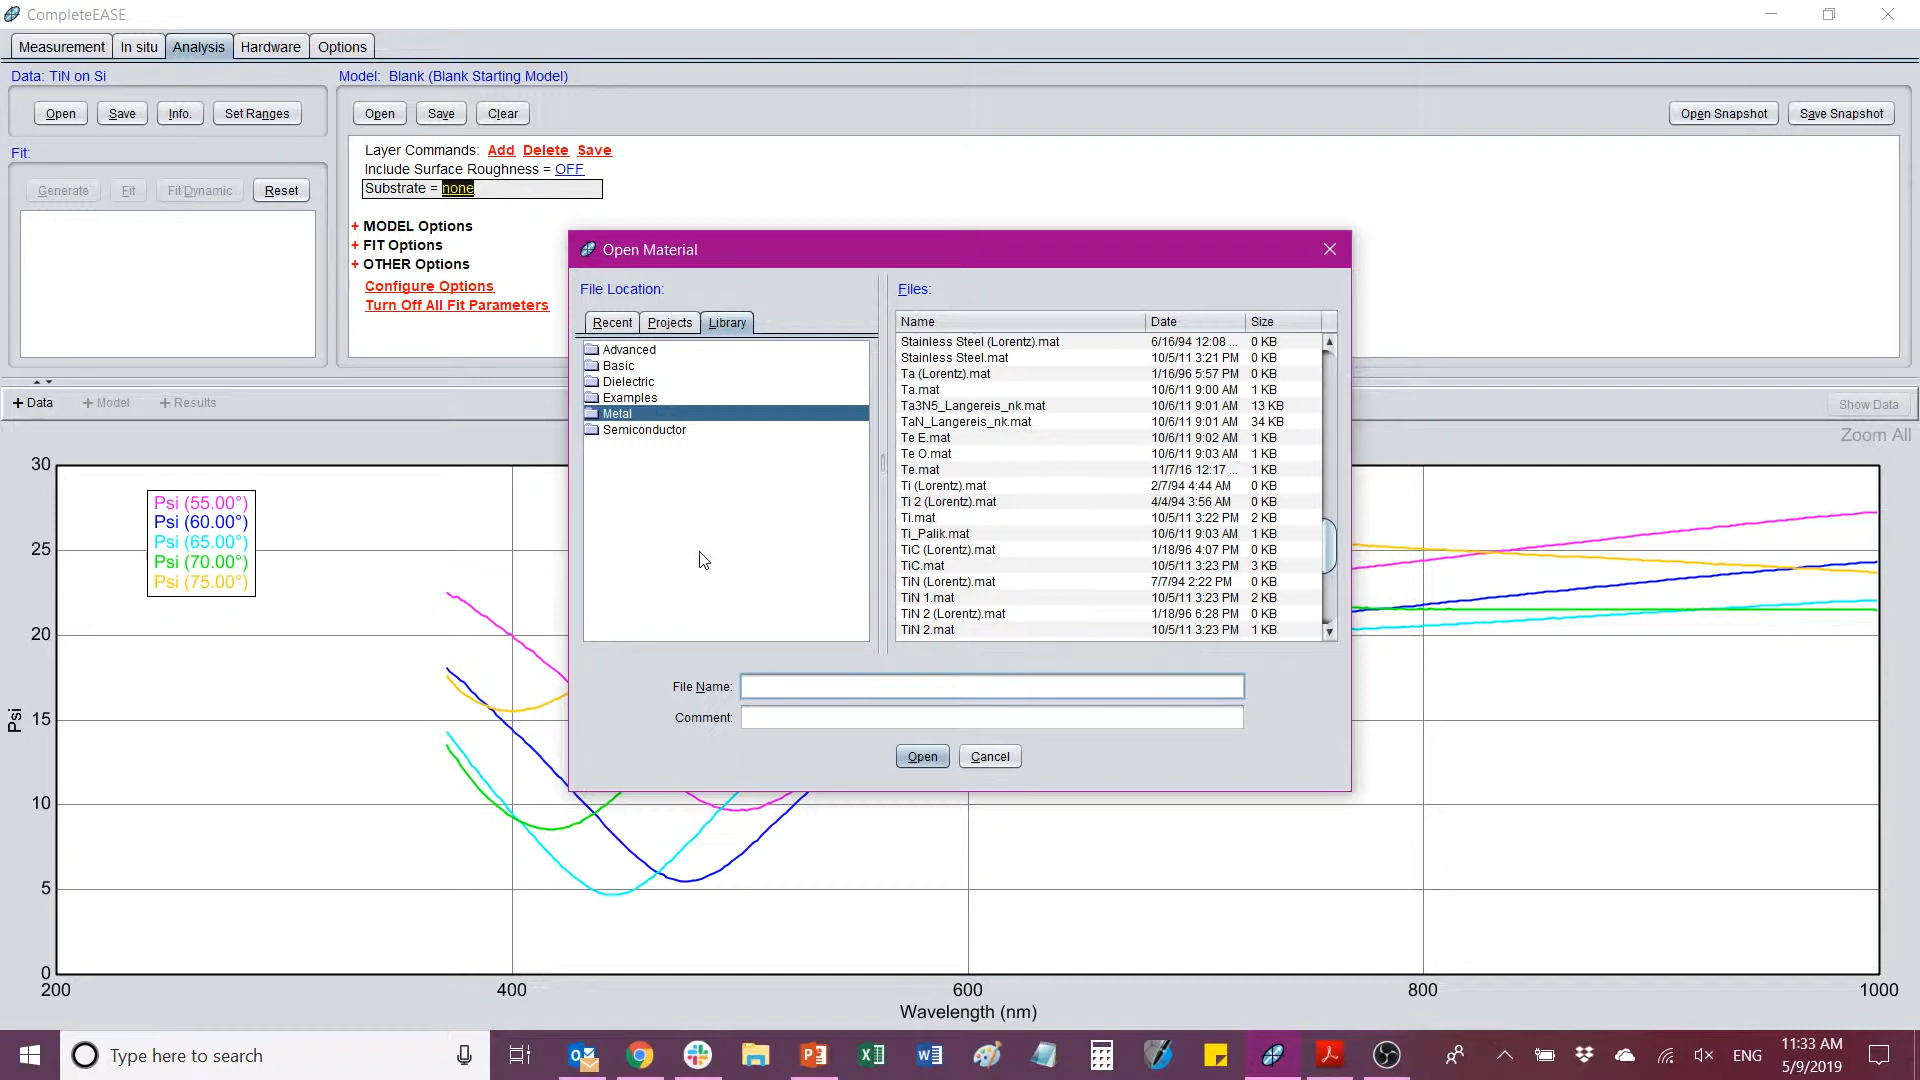 CompleteEASE
Measurement In situ Analysis Hardware Options
Data: TiN on Si
Open Save Info. Set Ranges
Fit:
Generate Fit Fit Dynamic Reset
Model: Blank (Blank Starting Model)
Open Save Clear
Open Snapshot Save Snapshot
Layer Commands: Add Delete Save
Include Surface Roughness = OFF
Substrate = none
+ MODEL Options
+ FIT Options
+ OTHER Options
Configure Options
Turn Off All Fit Parameters
+ Data + Model + Results
Show Data
Zoom All
Open Material
File Location:
Recent Projects Library
Advanced
Basic
Dielectric
Examples
Metal
Semiconductor
Files:
Name Date Size
Stainless Steel (Lorentz).mat 6/16/94 12:08 ... 0 KB
Stainless Steel.mat 10/5/11 3:21 PM 0 KB
Ta (Lorentz).mat 1/16/96 5:57 PM 0 KB
Ta.mat 10/6/11 9:00 AM 1 KB
Ta3N5_Langereis_nk.mat 10/6/11 9:01 AM 13 KB
TaN_Langereis_nk.mat 10/6/11 9:01 AM 34 KB
Te E.mat 10/6/11 9:02 AM 1 KB
Te O.mat 10/6/11 9:03 AM 1 KB
Te.mat 11/7/16 12:17 ... 1 KB
Ti (Lorentz).mat 2/7/94 4:44 AM 0 KB
Ti 2 (Lorentz).mat 4/4/94 3:56 AM 0 KB
Ti.mat 10/5/11 3:22 PM 2 KB
Ti_Palik.mat 10/6/11 9:03 AM 1 KB
TiC (Lorentz).mat 1/18/96 4:07 PM 0 KB
TiC.mat 10/5/11 3:23 PM 3 KB
TiN (Lorentz).mat 7/7/94 2:22 PM 0 KB
TiN 1.mat 10/5/11 3:23 PM 2 KB
TiN 2 (Lorentz).mat 1/18/96 6:28 PM 0 KB
TiN 2.mat 10/5/11 3:23 PM 1 KB
File Name:
Comment:
Open Cancel
Psi (55.00°)
Psi (60.00°)
Psi (65.00°)
Psi (70.00°)
Psi (75.00°)
Psi
30
25
20
15
10
5
0
200 400 600 800 1000
Wavelength (nm)
Type here to search
ENG
11:33 AM
5/9/2019